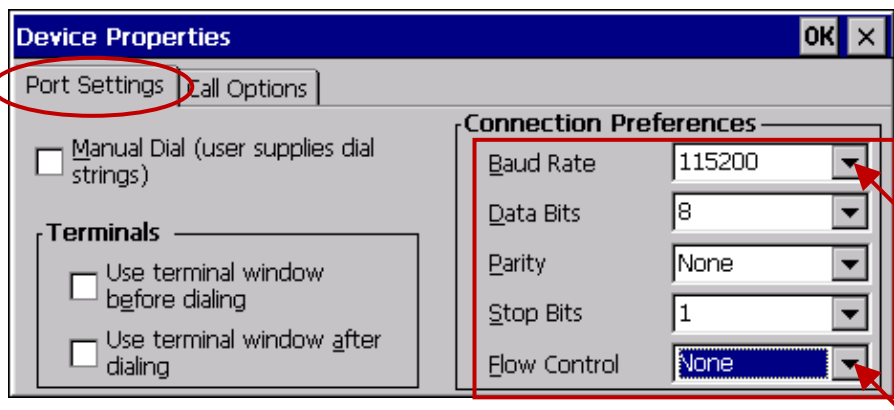 Device Properties
OK ×
Port Settings
Call Options
Manual Dial (user supplies dial
strings)
Terminals
Use terminal window
before dialing
Use terminal window after
dialing
Connection Preferences
Baud Rate 115200
Data Bits 8
Parity None
Stop Bits 1
Flow Control None